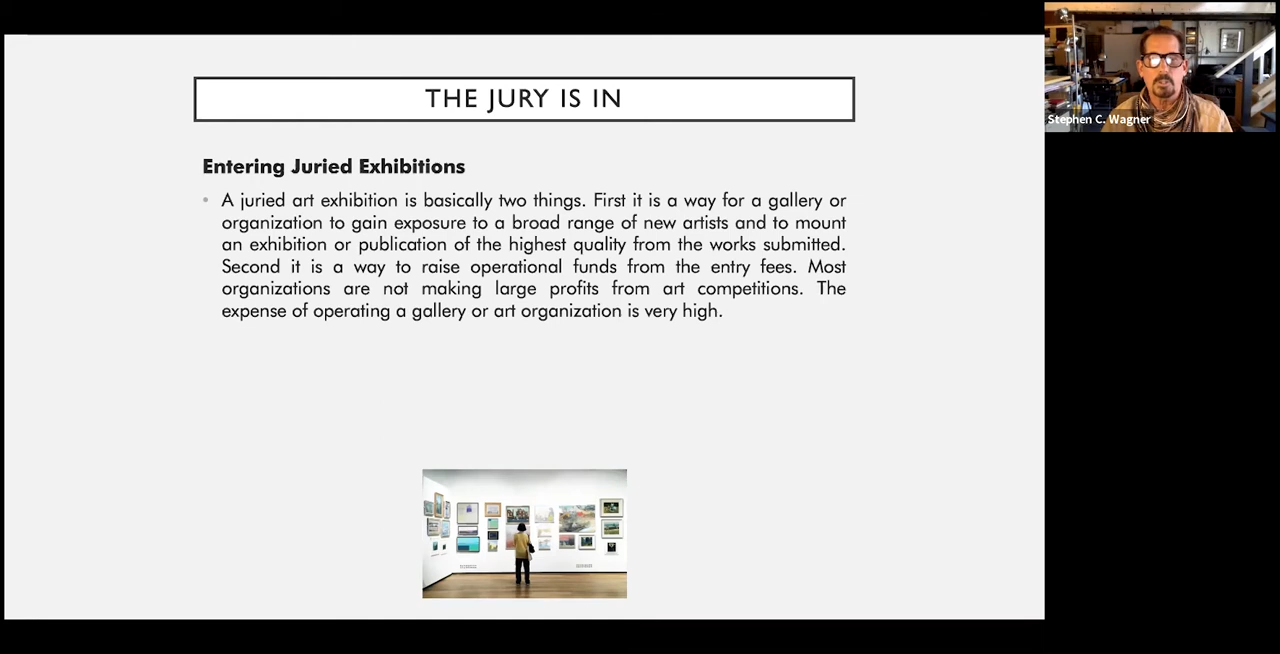 THE JURY IS IN
Stephen C. Wagner
Entering Juried Exhibitions
• A juried art exhibition is basically two things. First it is a way for a gallery or
organization to gain exposure to a broad range of new artists and to mount
an exhibition or publication of the highest quality from the works submitted.
Second it is a way to raise operational funds from the entry fees. Most
organizations are not making large profits from art competitions. The
expense of operating a gallery or art organization is very high.